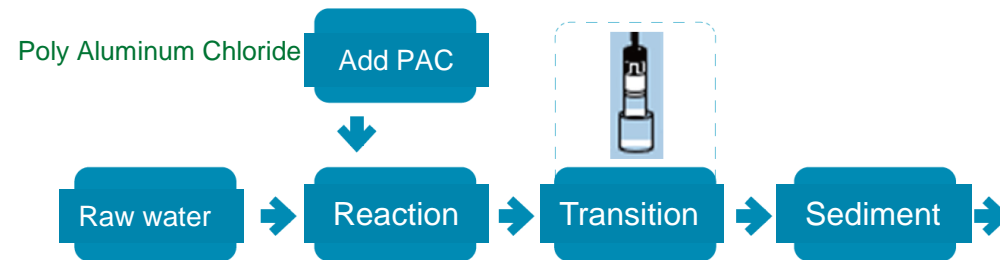 Poly Aluminum Chloride
Add PAC
Raw water
Reaction
Transition
Sediment